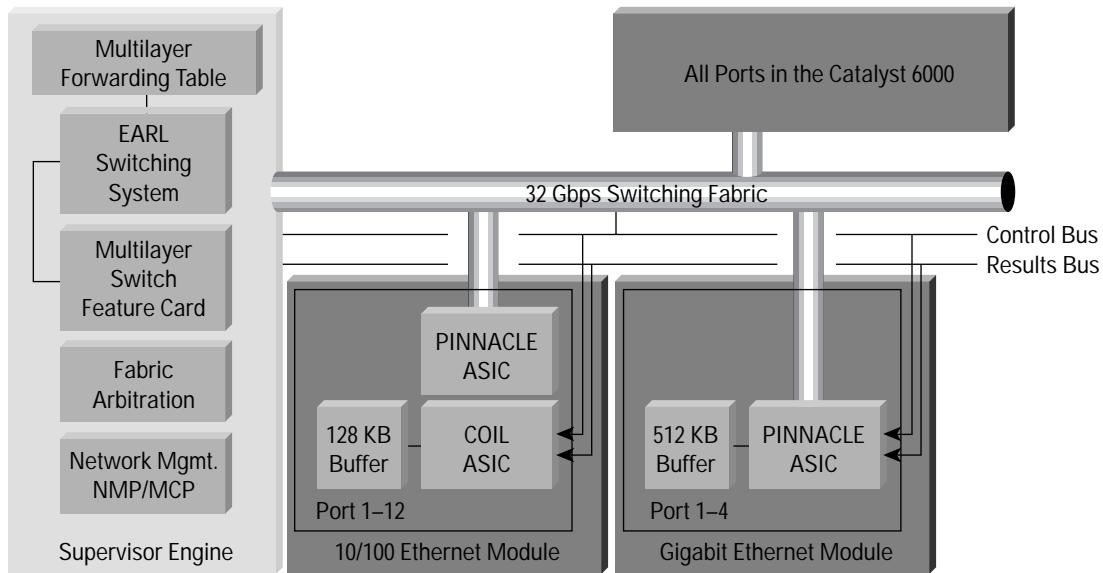 Multilayer
Forwarding Table
EARL
Switching
System
Multilayer
Switch
Feature Card
Fabric
Arbitration
Network Mgmt.
NMP/MCP
Supervisor Engine
All Ports in the Catalyst 6000
32 Gbps Switching Fabric
Control Bus
Results Bus
PINNACLE
ASIC
128 KB
Buffer
COIL
ASIC
Port 1–12
10/100 Ethernet Module
512 KB
Buffer
PINNACLE
ASIC
Port 1–4
Gigabit Ethernet Module